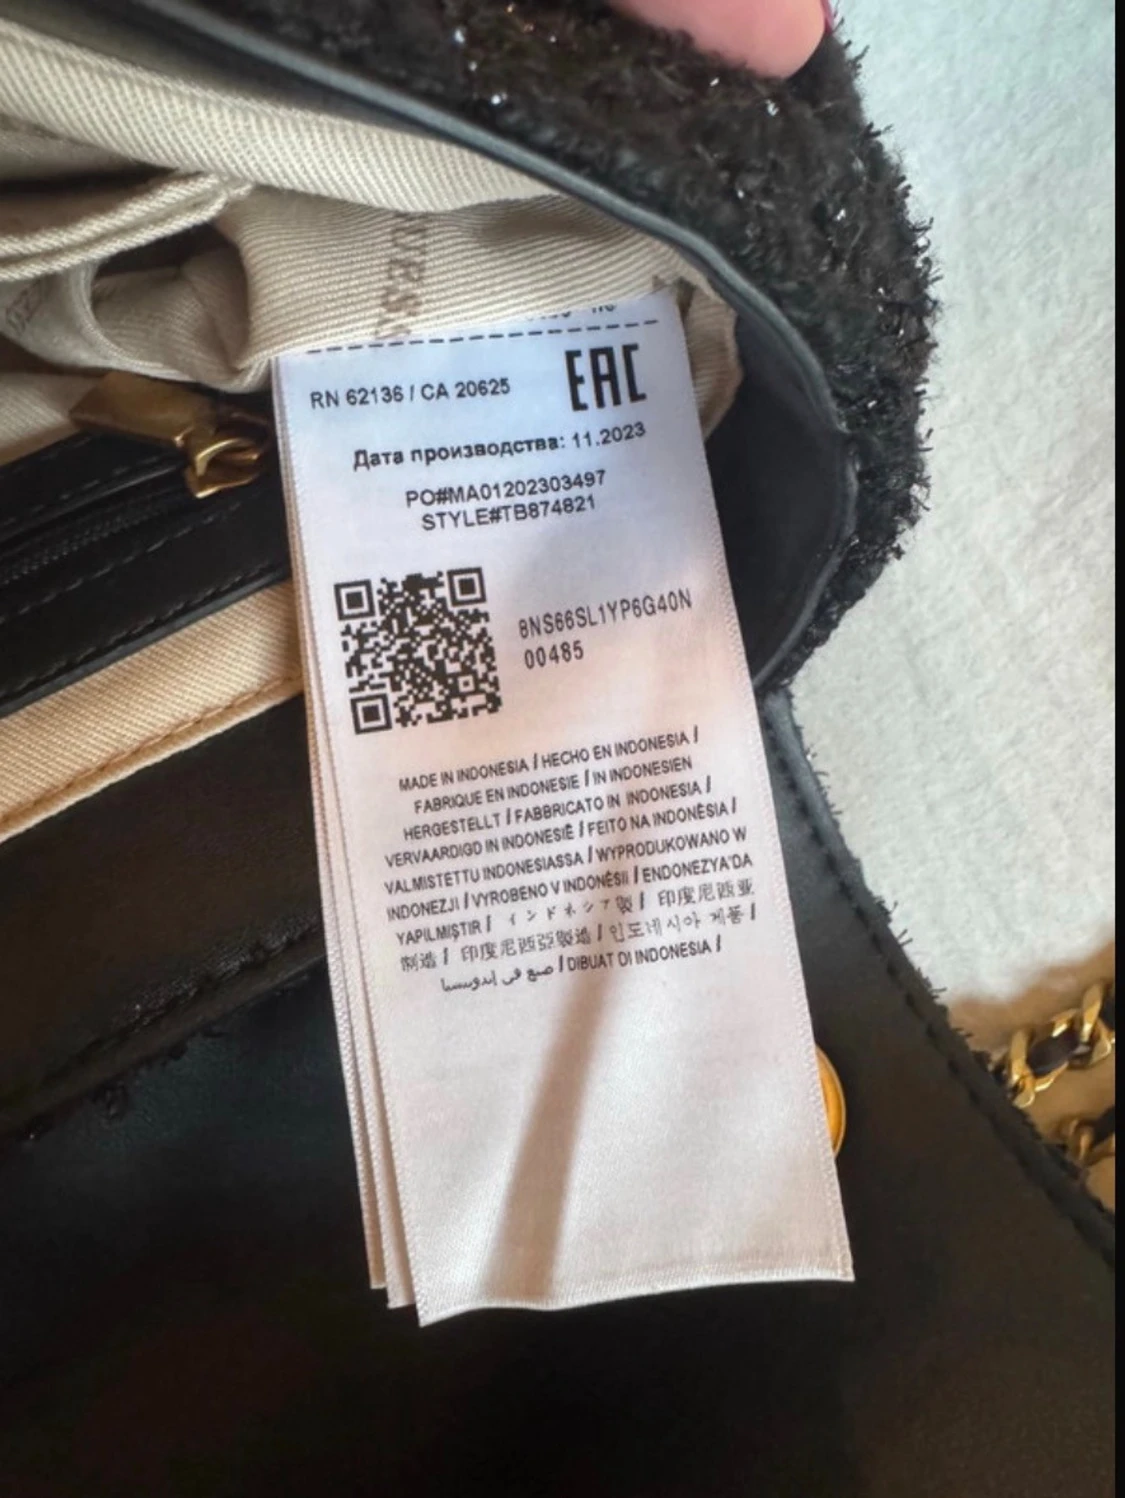 RN 62136 / CA 20625
EAC
Дата производства: 11.2023
PO#MA01202303497
STYLE#TB874821
8NS66SL1YP6G40N
00485
MADE IN INDONESIA / HECHO EN INDONESIA /
FABRIQUE EN INDONESIE / IN INDONESIEN
HERGESTELLT / FABBRICATO IN INDONESIA /
VERVAARDIGD IN INDONESIË / FEITO NA INDONÉSIA /
VALMISTETTU INDONESIASSA / WYPRODUKOWANO W
INDONEZJI / VYROBENO V INDONÉSII / ENDONEZYA'DA
YAPILMIŞTIR / インドネシア製 / 印度尼西亚
制造 / 印度尼西亞製造 / 인도네시아 제품 /
صنع في إندونيسيا / DIBUAT DI INDONESIA /